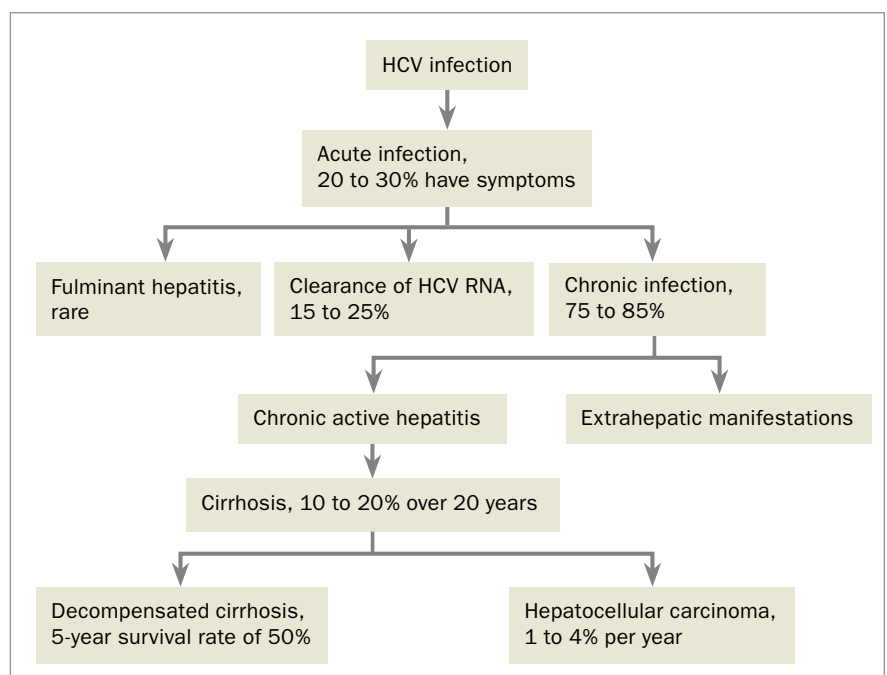 HCV infection
Acute infection,
20 to 30% have symptoms
Fulminant hepatitis,
rare
Clearance of HCV RNA,
15 to 25%
Chronic infection,
75 to 85%
Chronic active hepatitis
Extrahepatic manifestations
Cirrhosis, 10 to 20% over 20 years
Decompensated cirrhosis,
5-year survival rate of 50%
Hepatocellular carcinoma,
1 to 4% per year